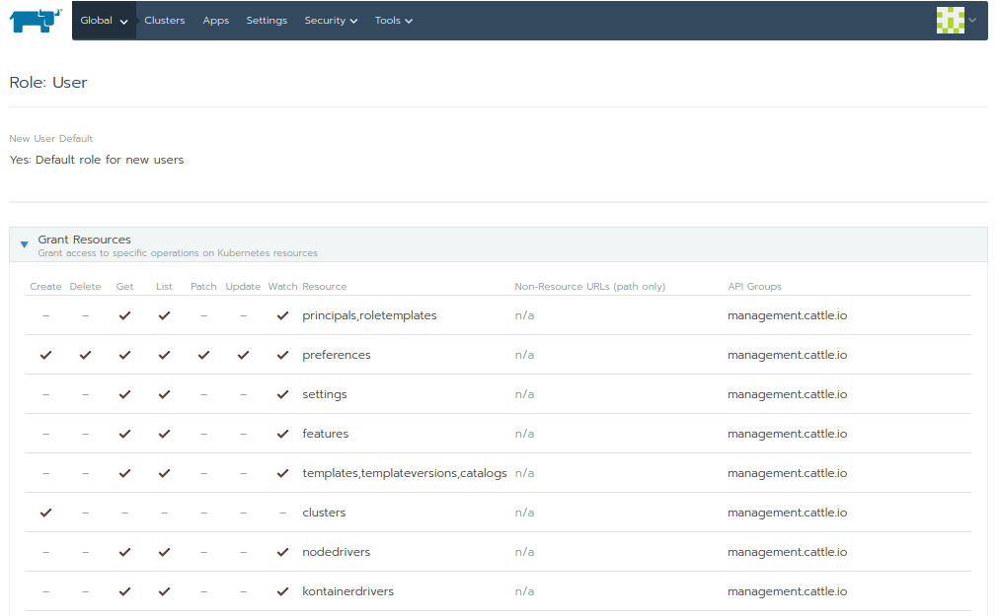 Global Clusters Apps Settings Security Tools
Role: User
New User Default
Yes: Default role for new users
Grant Resources
Grant access to specific operations on Kubernetes resources
Create Delete Get List Patch Update Watch Resource Non-Resource URLs (path only) API Groups
– – ✓ ✓ – – ✓ principals,roletemplates n/a management.cattle.io
✓ ✓ ✓ ✓ ✓ ✓ ✓ preferences n/a management.cattle.io
– – ✓ ✓ – – ✓ settings n/a management.cattle.io
– – ✓ ✓ – – ✓ features n/a management.cattle.io
– – ✓ ✓ – – ✓ templates,templateversions,catalogs n/a management.cattle.io
✓ – – – – – – clusters n/a management.cattle.io
– – ✓ ✓ – – ✓ nodedrivers n/a management.cattle.io
– – ✓ ✓ – – ✓ kontainerdrivers n/a management.cattle.io